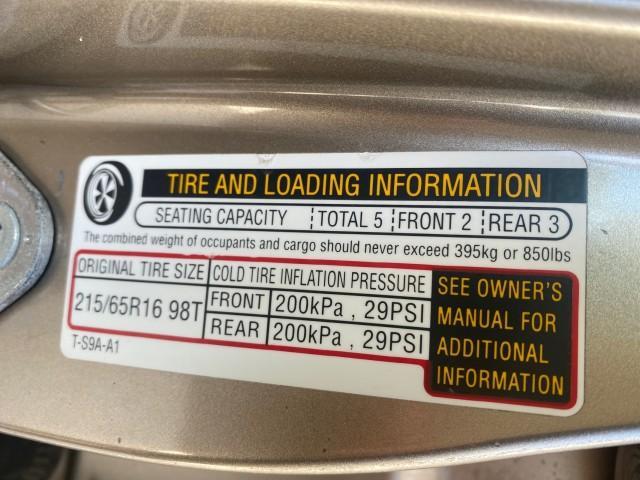 TIRE AND LOADING INFORMATION
SEATING CAPACITY TOTAL 5 FRONT 2 REAR 3
The combined weight of occupants and cargo should never exceed 395kg or 850lbs
ORIGINAL TIRE SIZE COLD TIRE INFLATION PRESSURE
215/65R16 98T
FRONT 200kPa , 29PSI
REAR 200kPa , 29PSI
SEE OWNER'S
MANUAL FOR
ADDITIONAL
INFORMATION
T-S9A-A1